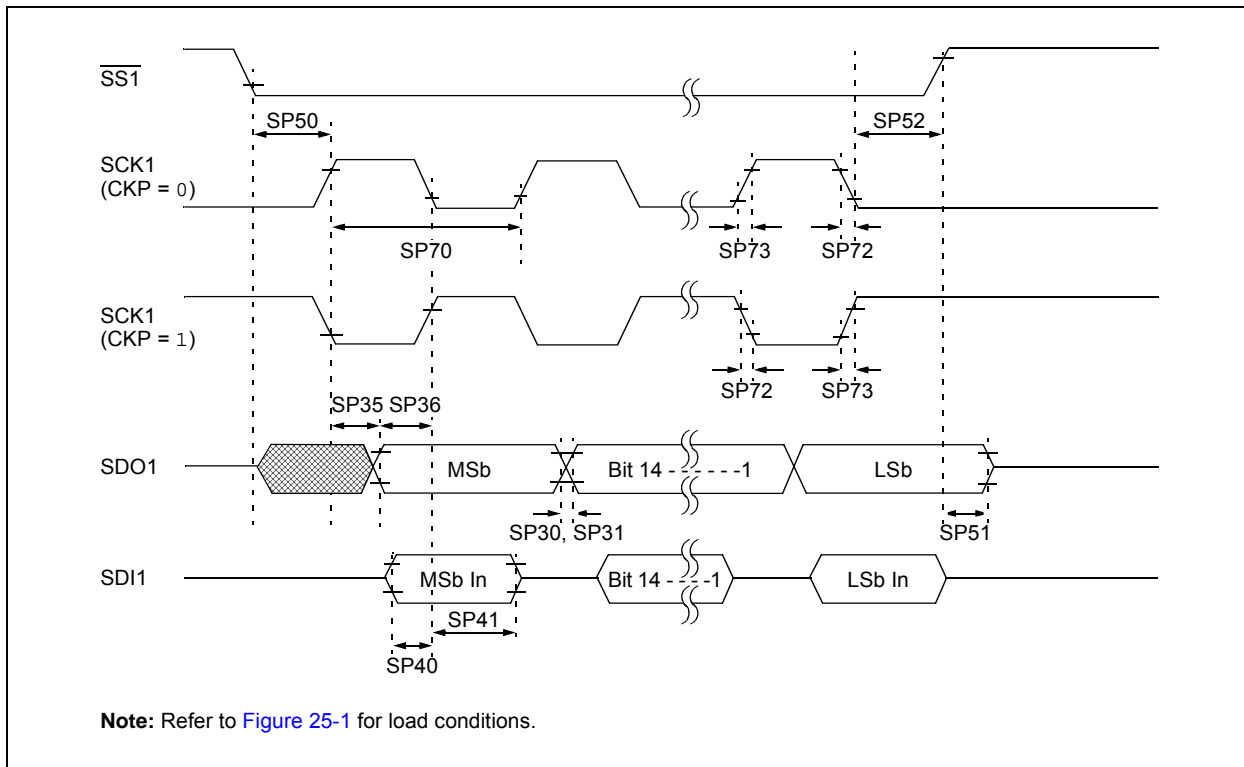 SS1
SP50
SP52
SCK1
(CKP = 0)
SP70
SP73
SP72
SCK1
(CKP = 1)
SP72
SP73
SP35
SP36
SDO1
MSb
Bit 14 - - - - - -1
LSb
SP30, SP31
SP51
SDI1
MSb In
Bit 14 - - - -1
LSb In
SP41
SP40
Note: Refer to Figure 25-1 for load conditions.